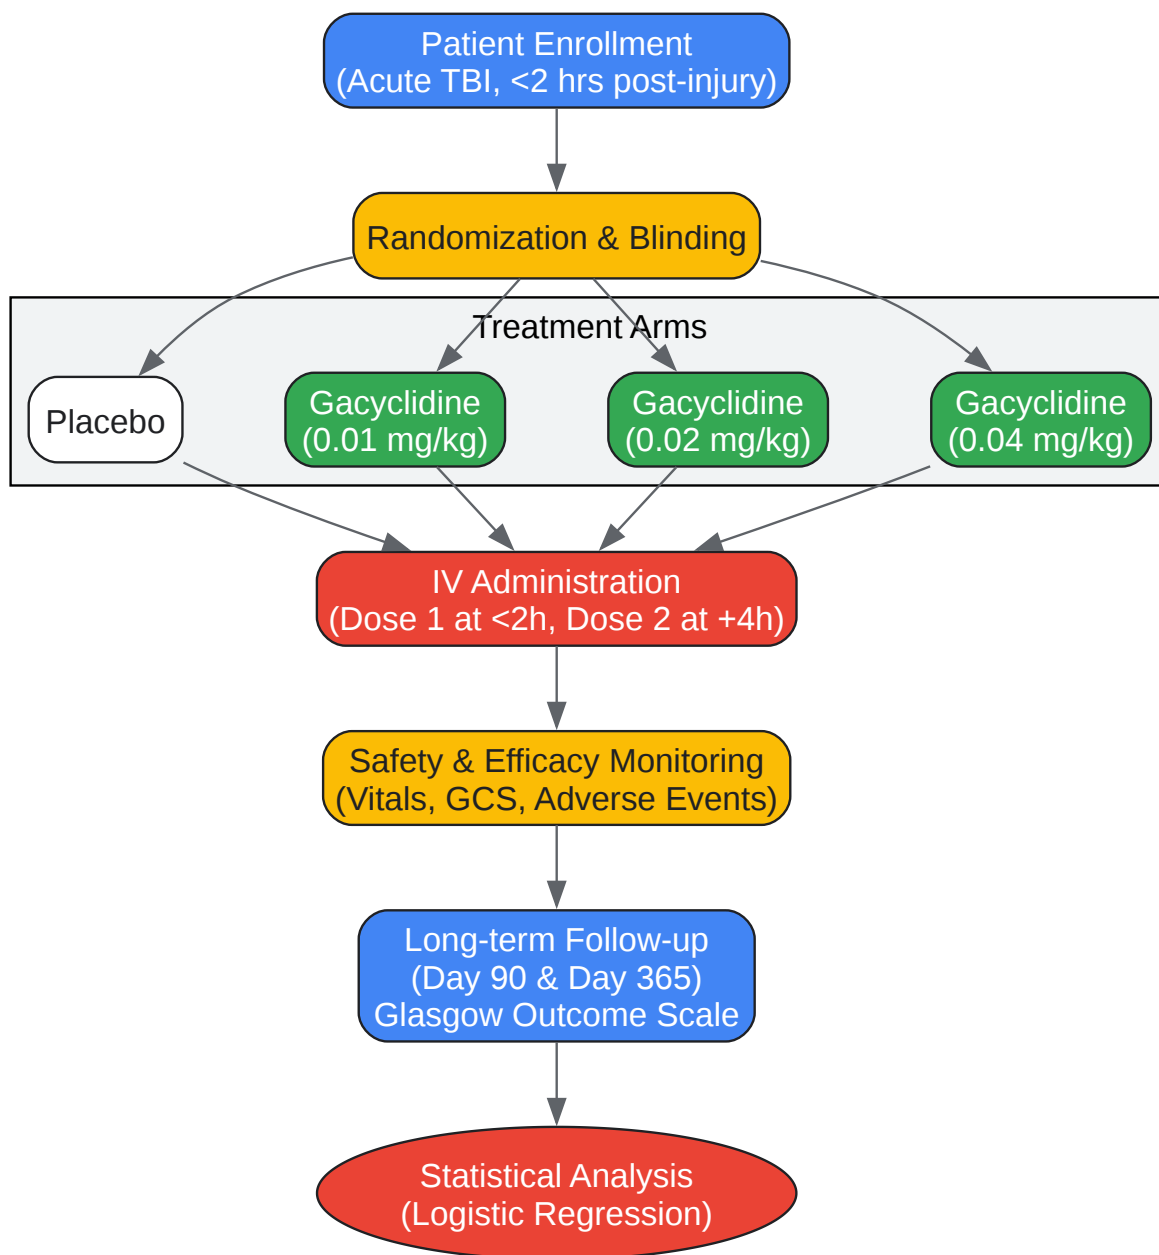 Patient Enrollment
(Acute TBI, <2 hrs post-injury)
Randomization & Blinding
Treatment Arms
Placebo
Gacyclidine
(0.01 mg/kg)
Gacyclidine
(0.02 mg/kg)
Gacyclidine
(0.04 mg/kg)
IV Administration
(Dose 1 at <2h, Dose 2 at +4h)
Safety & Efficacy Monitoring
(Vitals, GCS, Adverse Events)
Long-term Follow-up
(Day 90 & Day 365)
Glasgow Outcome Scale
Statistical Analysis
(Logistic Regression)